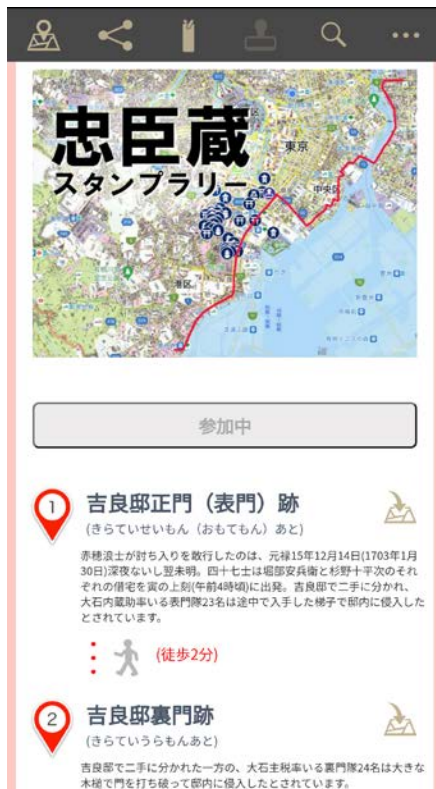 忠臣蔵
スタンプラリー
東京
中央区
港区
参加中
1
吉良邸正門（表門）跡
(きらていせいもん（おもてもん）あと)
赤穂浪士が討ち入りを敢行したのは、元禄15年12月14日(1703年1月
30日)深夜ないし翌未明。四十七士は堀部安兵衛と杉野十平次のそれ
ぞれの借宅を寅の上刻(午前4時頃)に出発。吉良邸で二手に分かれ、
大石内蔵助率いる表門隊23名は途中で入手した梯子で邸内に侵入した
とされています。
(徒歩2分)
2
吉良邸裏門跡
(きらていうらもんあと)
吉良邸で二手に分かれた一方の、大石主税率いる裏門隊24名は大きな
木槌で門を打ち破って邸内に侵入したとされています。